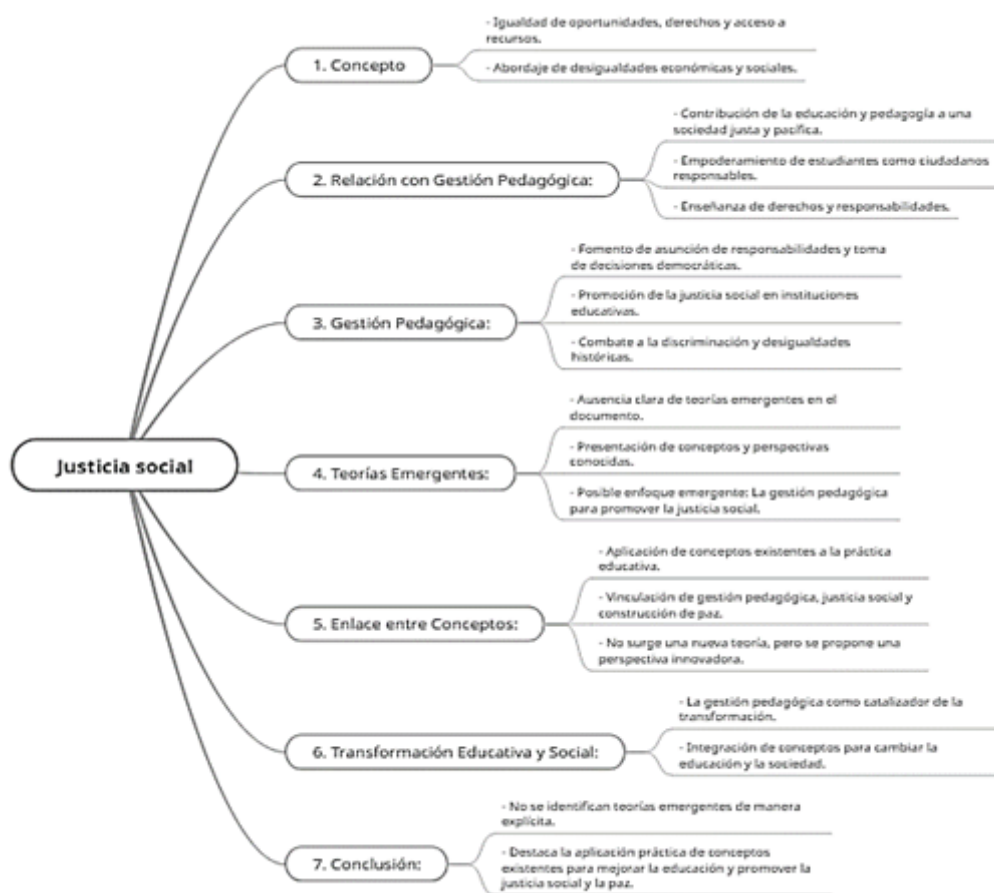 - Igualdad de oportunidades, derechos y acceso a
recursos.
1. Concepto
- Abordaje de desigualdades económicas y sociales.
- Contribución de la educación y pedagogía a una
sociedad justa y pacífica.
2. Relación con Gestión Pedagógica:
- Empoderamiento de estudiantes como ciudadanos
responsables.
- Enseñanza de derechos y responsabilidades.
- Fomento de asunción de responsabilidades y toma
de decisiones democráticas.
3. Gestión Pedagógica:
- Promoción de la justicia social en instituciones
educativas.
- Combate a la discriminación y desigualdades
históricas.
Justicia social
- Ausencia clara de teorías emergentes en el
documento.
4. Teorías Emergentes:
- Presentación de conceptos y perspectivas
conocidas.
- Posible enfoque emergente: La gestión pedagógica
para promover la justicia social.
- Aplicación de conceptos existentes a la práctica
educativa.
5. Enlace entre Conceptos:
- Vinculación de gestión pedagógica, justicia social y
construcción de paz.
- No surge una nueva teoría, pero se propone una
perspectiva innovadora.
- La gestión pedagógica como catalizador de la
transformación.
6. Transformación Educativa y Social:
- Integración de conceptos para cambiar la
educación y la sociedad.
- No se identifican teorías emergentes de manera
explícita.
7. Conclusión:
- Destaca la aplicación práctica de conceptos
existentes para mejorar la educación y promover la
justicia social y la paz.